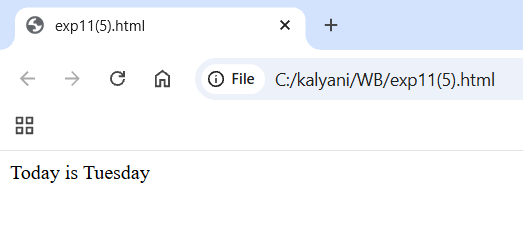 exp11(5).html
File C:/kalyani/WB/exp11(5).html
Today is Tuesday